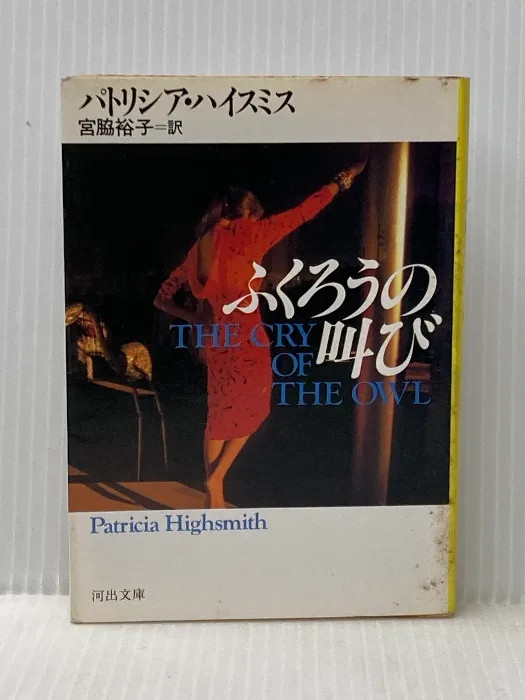 パトリシア・ハイスミス
宮脇裕子=訳
ふくろうの
叫び
THE CRY
OF
THE OWL
Patricia Highsmith
河出文庫